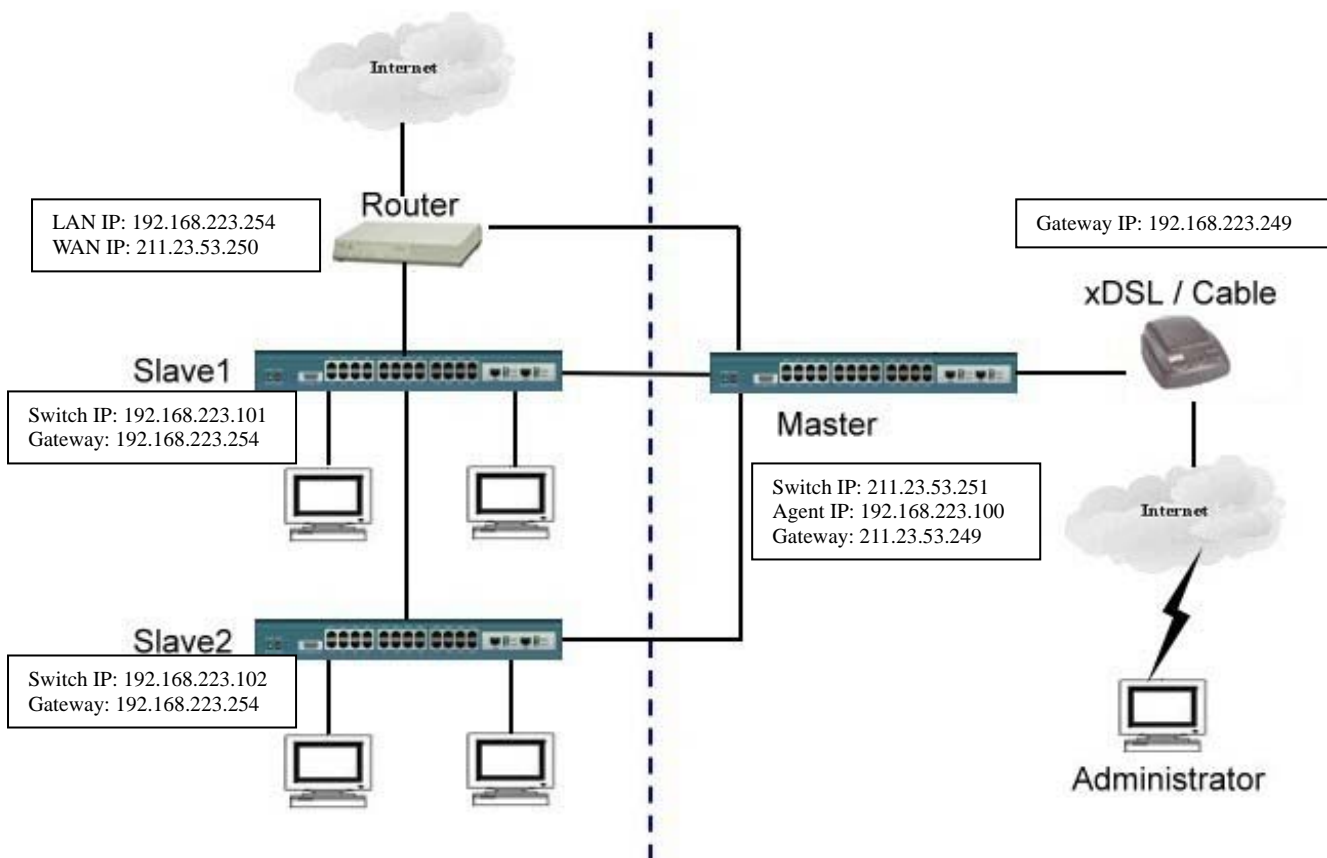 Internet
Router
LAN IP: 192.168.223.254
WAN IP: 211.23.53.250
Gateway IP: 192.168.223.249
xDSL / Cable
Slave1
Switch IP: 192.168.223.101
Gateway: 192.168.223.254
Master
Switch IP: 211.23.53.251
Agent IP: 192.168.223.100
Gateway: 211.23.53.249
Internet
Slave2
Switch IP: 192.168.223.102
Gateway: 192.168.223.254
Administrator